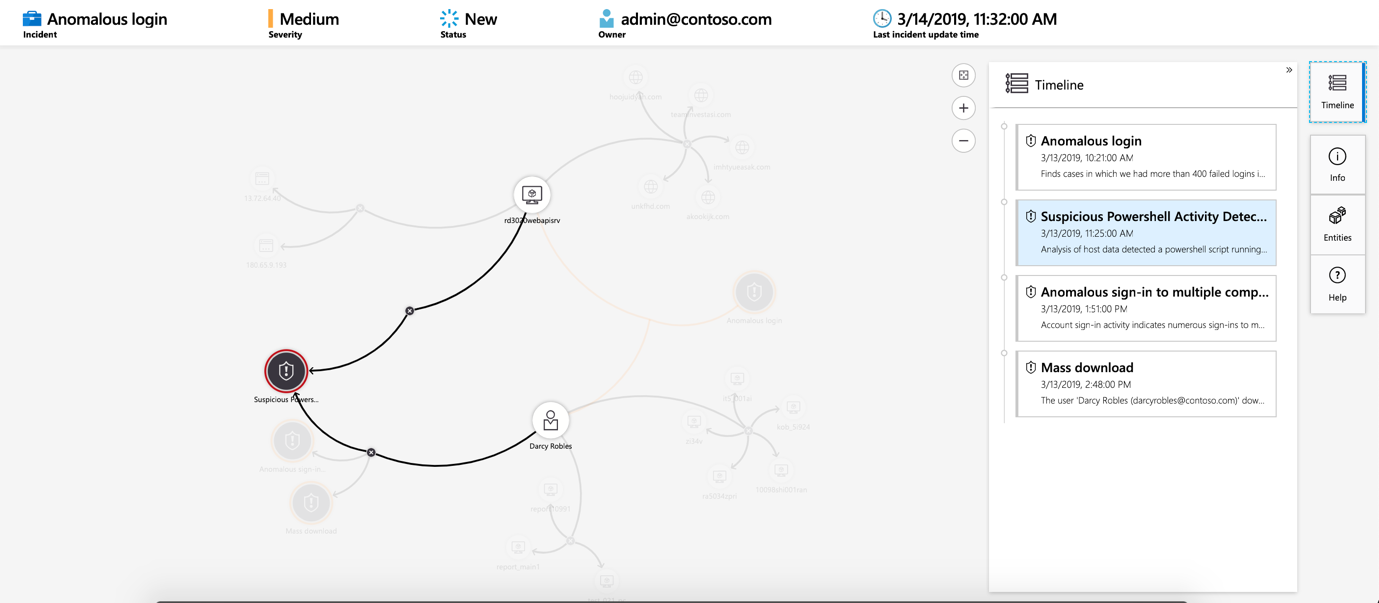 Anomalous login
Incident
Medium
Severity
New
Status
admin@contoso.com
Owner
3/14/2019, 11:32:00 AM
Last incident update time
rd3020webapisrv
Anomalous login
Suspicious Powers...
Anomalous sign-in...
Mass download
Darcy Robles
Timeline
Anomalous login
3/13/2019, 10:21:00 AM
Finds cases in which we had more than 400 failed logins i...
Suspicious Powershell Activity Detec...
3/13/2019, 11:25:00 AM
Analysis of host data detected a powershell script running...
Anomalous sign-in to multiple comp...
3/13/2019, 1:51:00 PM
Account sign-in activity indicates numerous sign-ins to m...
Mass download
3/13/2019, 2:48:00 PM
The user 'Darcy Robles (darcyrobles@contoso.com)' dow...
Timeline
Info
Entities
Help